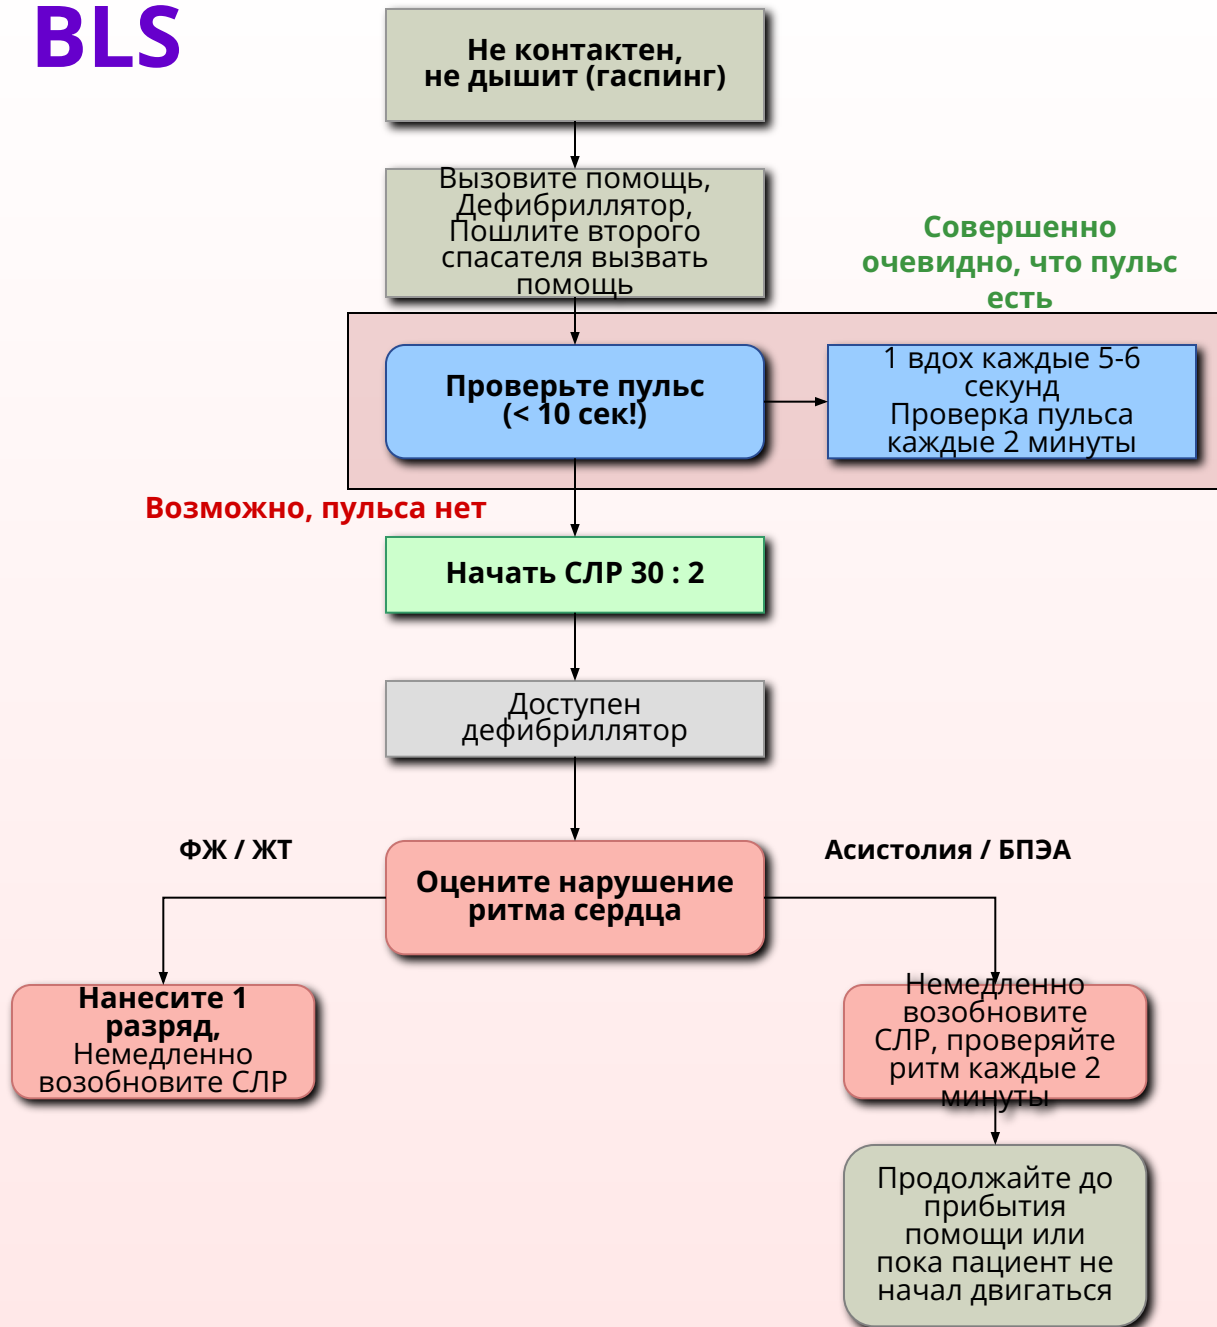 BLS
Не контактен,
не дышит (гаспинг)
Вызовите помощь,
Дефибриллятор,
Пошлите второго
спасателя вызвать
помощь
Совершенно
очевидно, что пульс
есть
Проверьте пульс
(< 10 сек!)
1 вдох каждые 5-6
секунд
Проверка пульса
каждые 2 минуты
Возможно, пульса нет
Начать СЛР 30 : 2
Доступен
дефибриллятор
ФЖ / ЖТ
Асистолия / БПЭА
Оцените нарушение
ритма сердца
Нанесите 1
разряд,
Немедленно
возобновите СЛР
Немедленно
возобновите
СЛР, проверяйте
ритм каждые 2
минуты
Продолжайте до
прибытия
помощи или
пока пациент не
начал двигаться